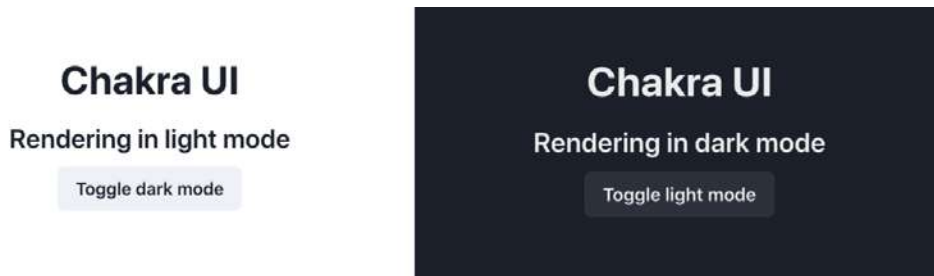 Chakra UI
Rendering in light mode
Toggle dark mode
Chakra UI
Rendering in dark mode
Toggle light mode